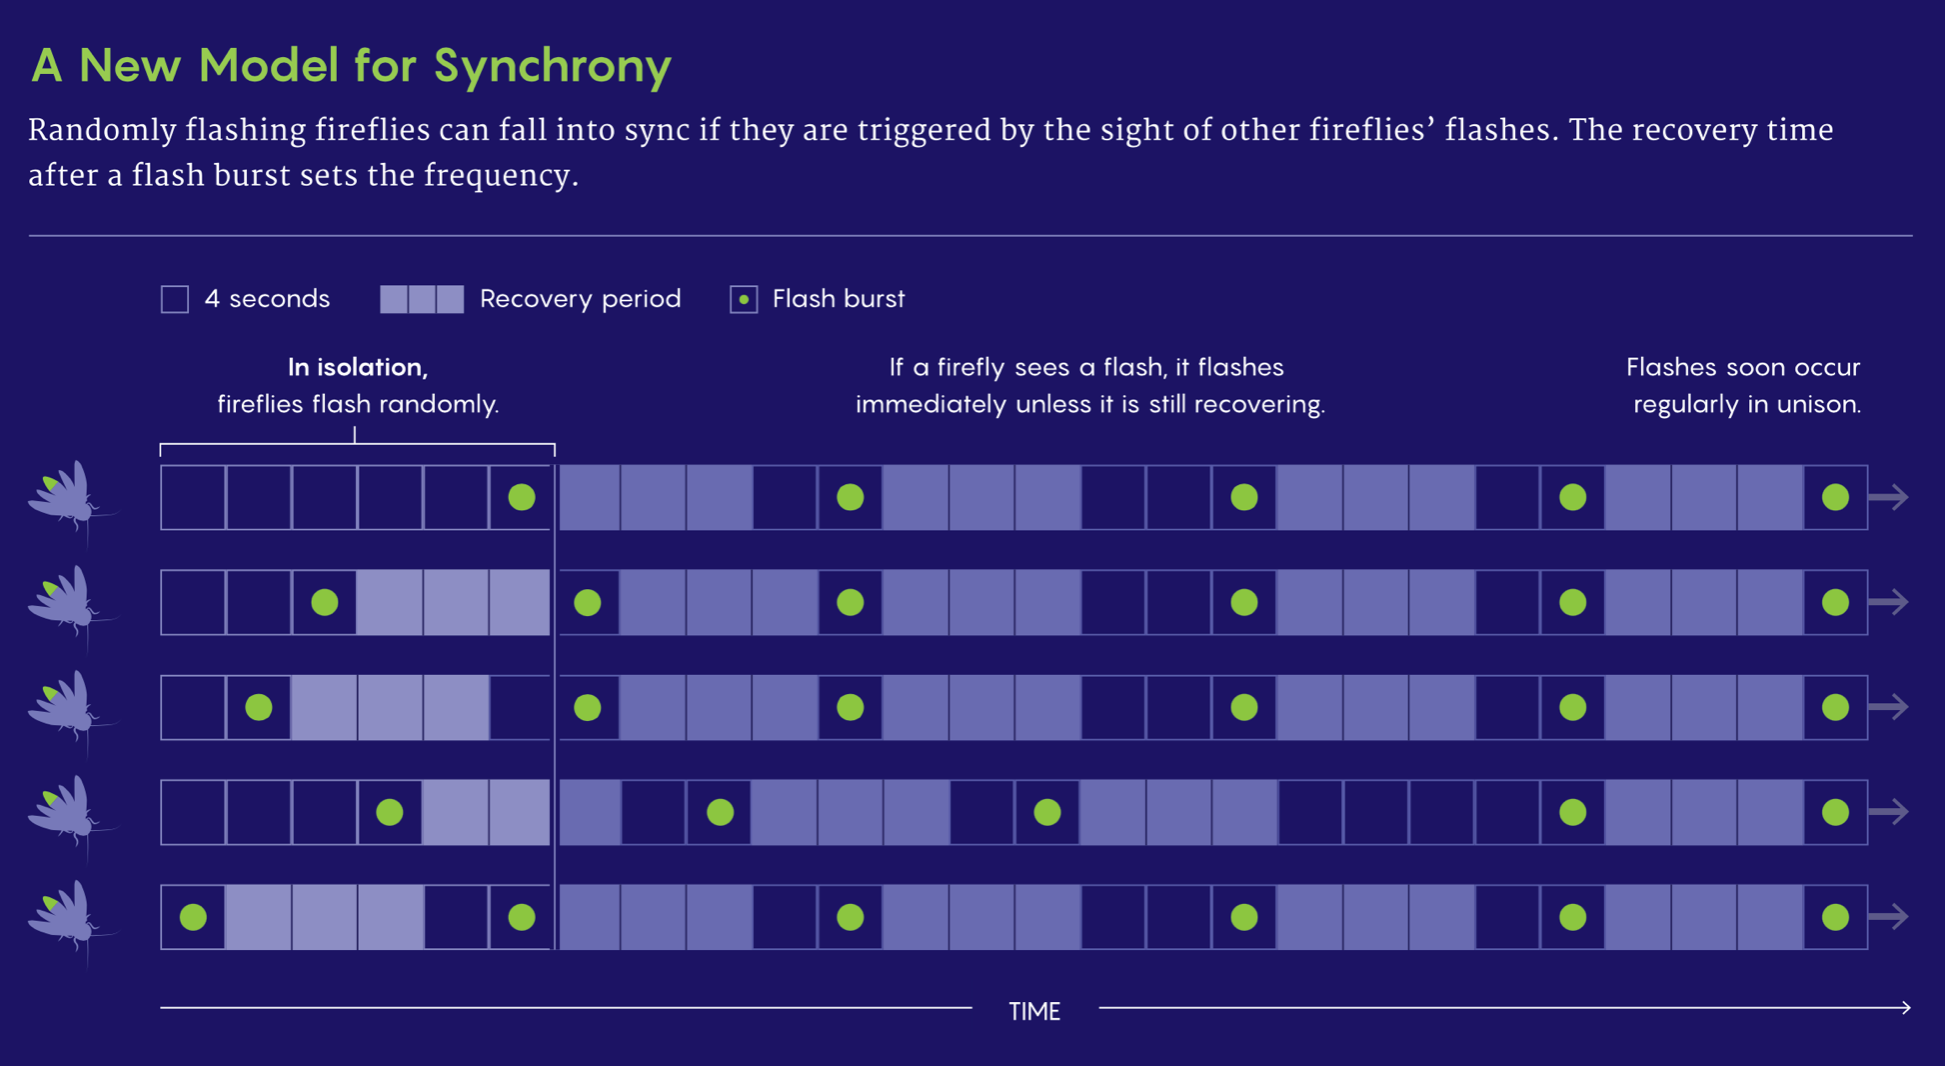 A New Model for Synchrony
Randomly flashing fireflies can fall into sync if they are triggered by the sight of other fireflies’ flashes. The recovery time
after a flash burst sets the frequency.
4 seconds
Recovery period
Flash burst
In isolation,
fireflies flash randomly.
If a firefly sees a flash, it flashes
immediately unless it is still recovering.
Flashes soon occur
regularly in unison.
TIME